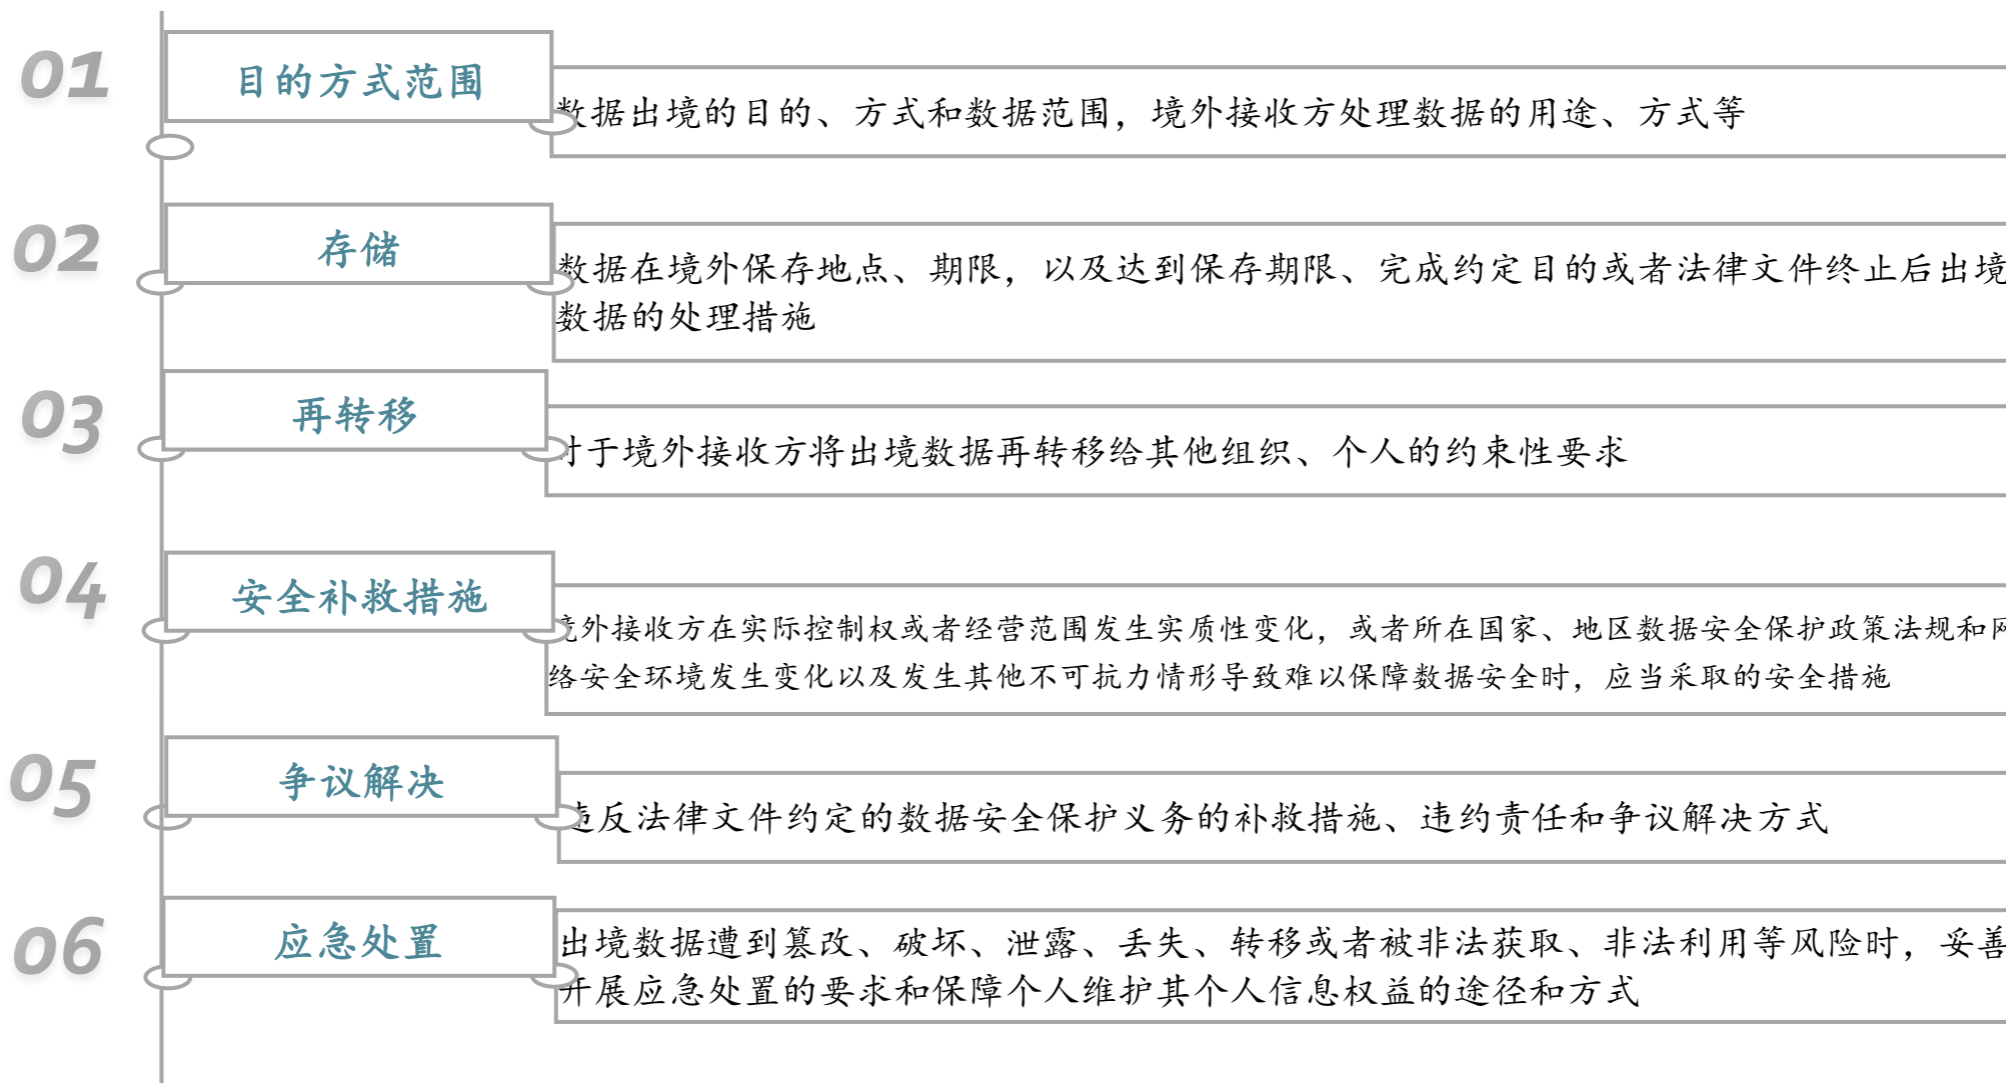 01
目的方式范围
数据出境的目的、方式和数据范围，境外接收方处理数据的用途、方式等
02
存储
数据在境外保存地点、期限，以及达到保存期限、完成约定目的或者法律文件终止后出境
数据的处理措施
03
再转移
对于境外接收方将出境数据再转移给其他组织、个人的约束性要求
04
安全补救措施
境外接收方在实际控制权或者经营范围发生实质性变化，或者所在国家、地区数据安全保护政策法规和网
络安全环境发生变化以及发生其他不可抗力情形导致难以保障数据安全时，应当采取的安全措施
05
争议解决
违反法律文件约定的数据安全保护义务的补救措施、违约责任和争议解决方式
06
应急处置
出境数据遭到篡改、破坏、泄露、丢失、转移或者被非法获取、非法利用等风险时，妥善
开展应急处置的要求和保障个人维护其个人信息权益的途径和方式